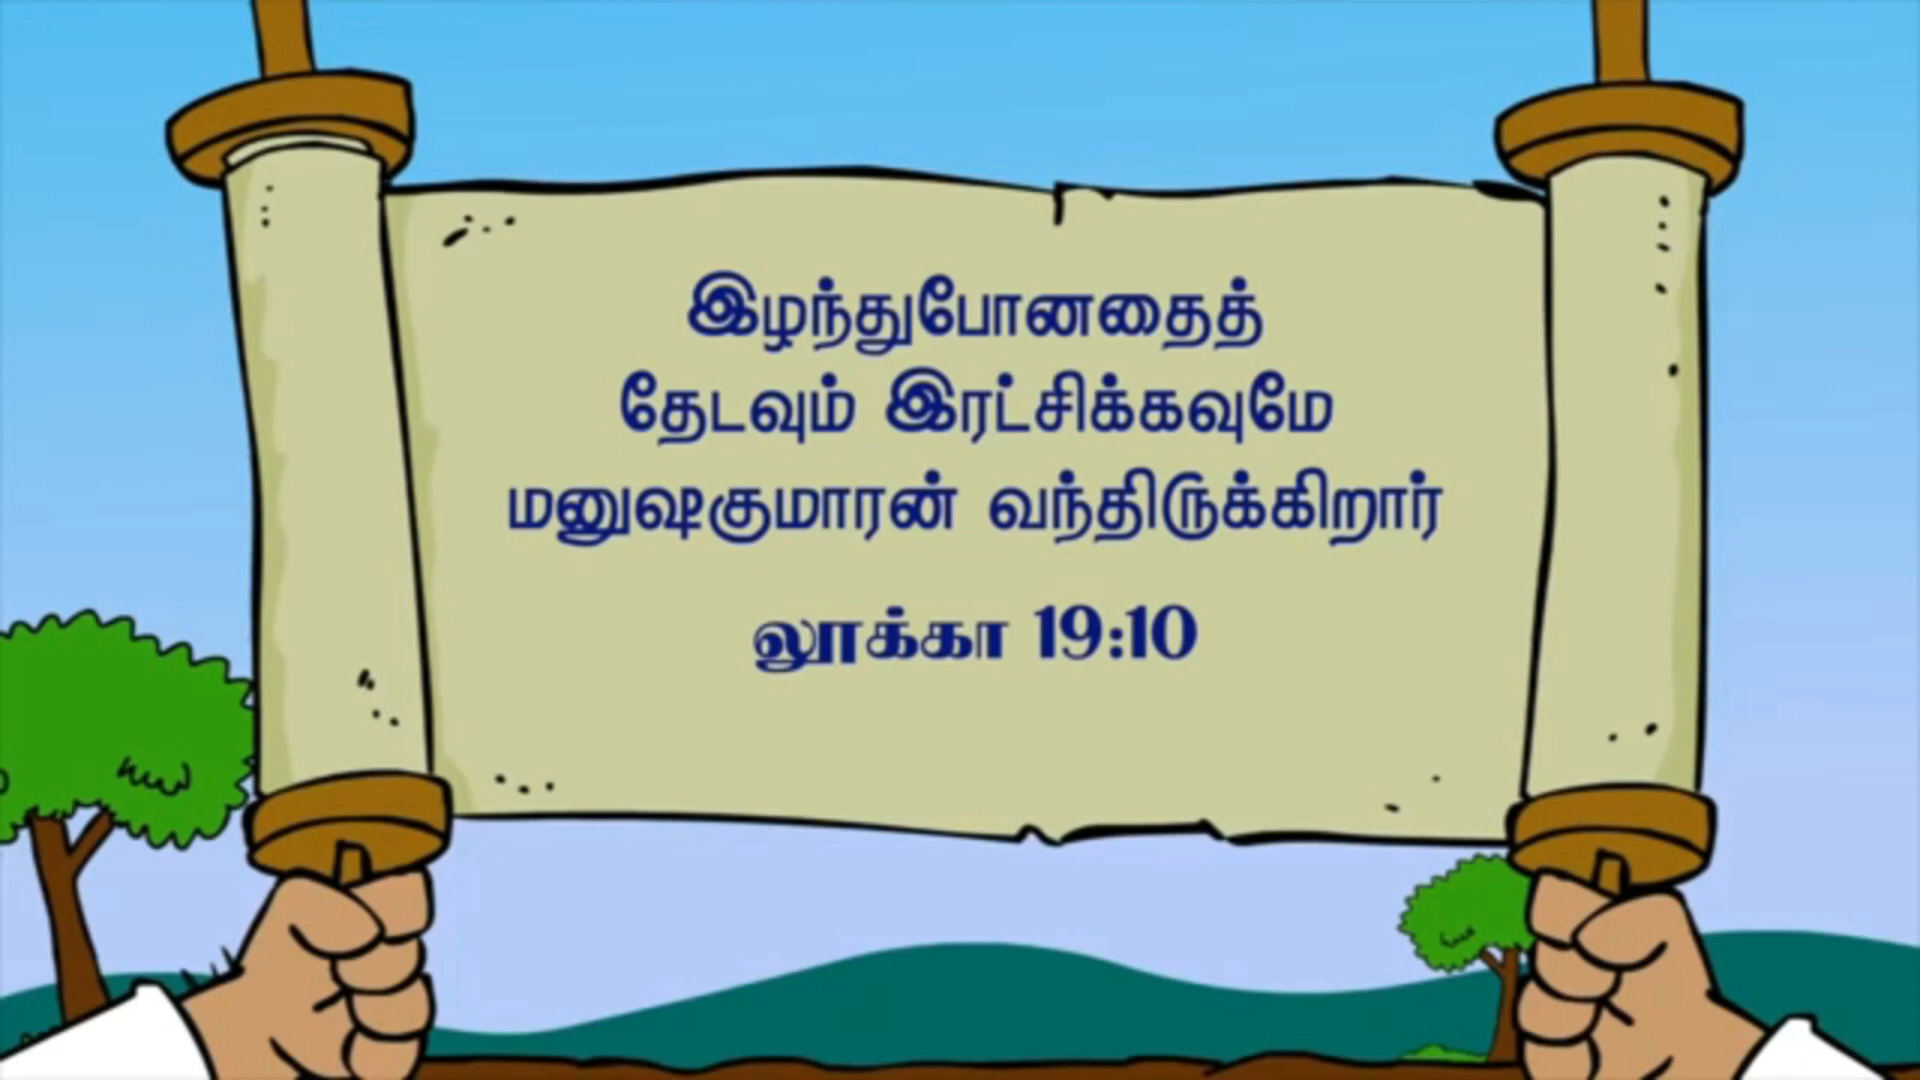 இழந்துபோனதைத்
தேடவும் இரட்சிக்கவுமே
மனுஷகுமாரன் வந்திருக்கிறார்
லூக்கா 19:10